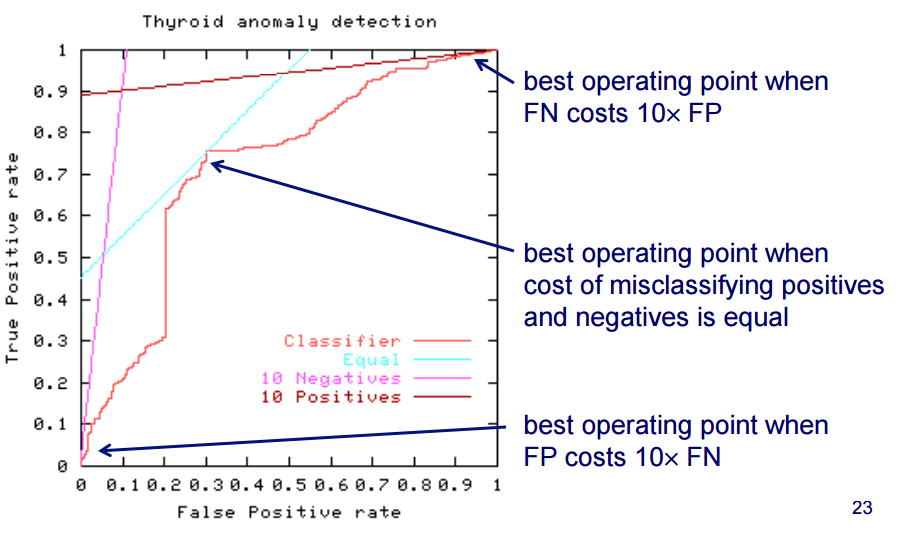 Thyroid anomaly detection
1
0.9
0.8
0.7
0.6
0.5
0.4
0.3
0.2
0.1
0
True Positive rate
Classifier
Equal
10 Negatives
10 Positives
0 0.1 0.2 0.3 0.4 0.5 0.6 0.7 0.8 0.9 1
False Positive rate
best operating point when
FN costs 10× FP
best operating point when
cost of misclassifying positives
and negatives is equal
best operating point when
FP costs 10× FN
23